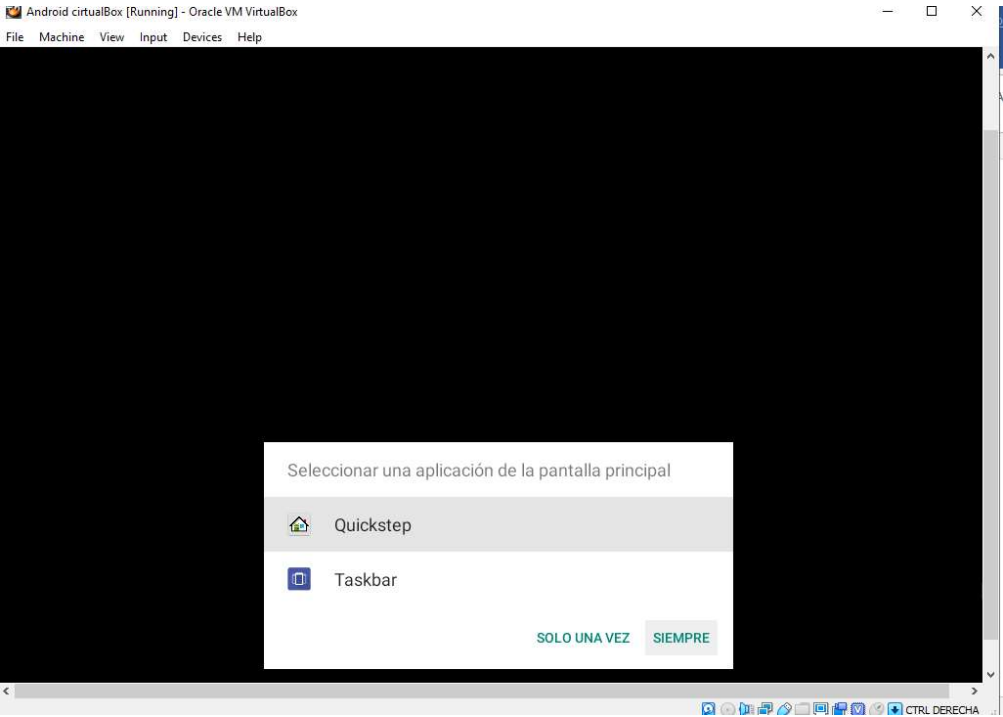 Android cirtualBox [Running] - Oracle VM VirtualBox
File Machine View Input Devices Help
Seleccionar una aplicación de la pantalla principal
Quickstep
Taskbar
SOLO UNA VEZ SIEMPRE
CTRL DERECHA